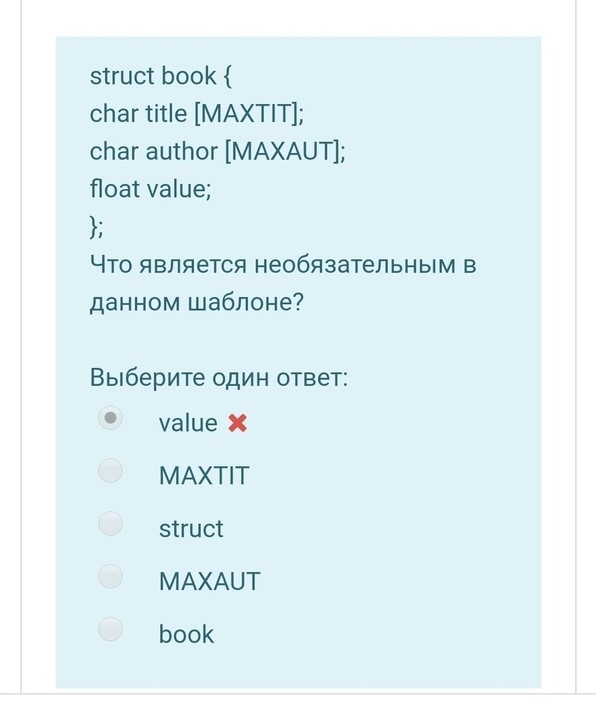 struct book {
char title [MAXTIT];
char author [MAXAUT];
float value;
};
Что является необязательным в
данном шаблоне?
Выберите один ответ:
value ✖
MAXTIT
struct
MAXAUT
book